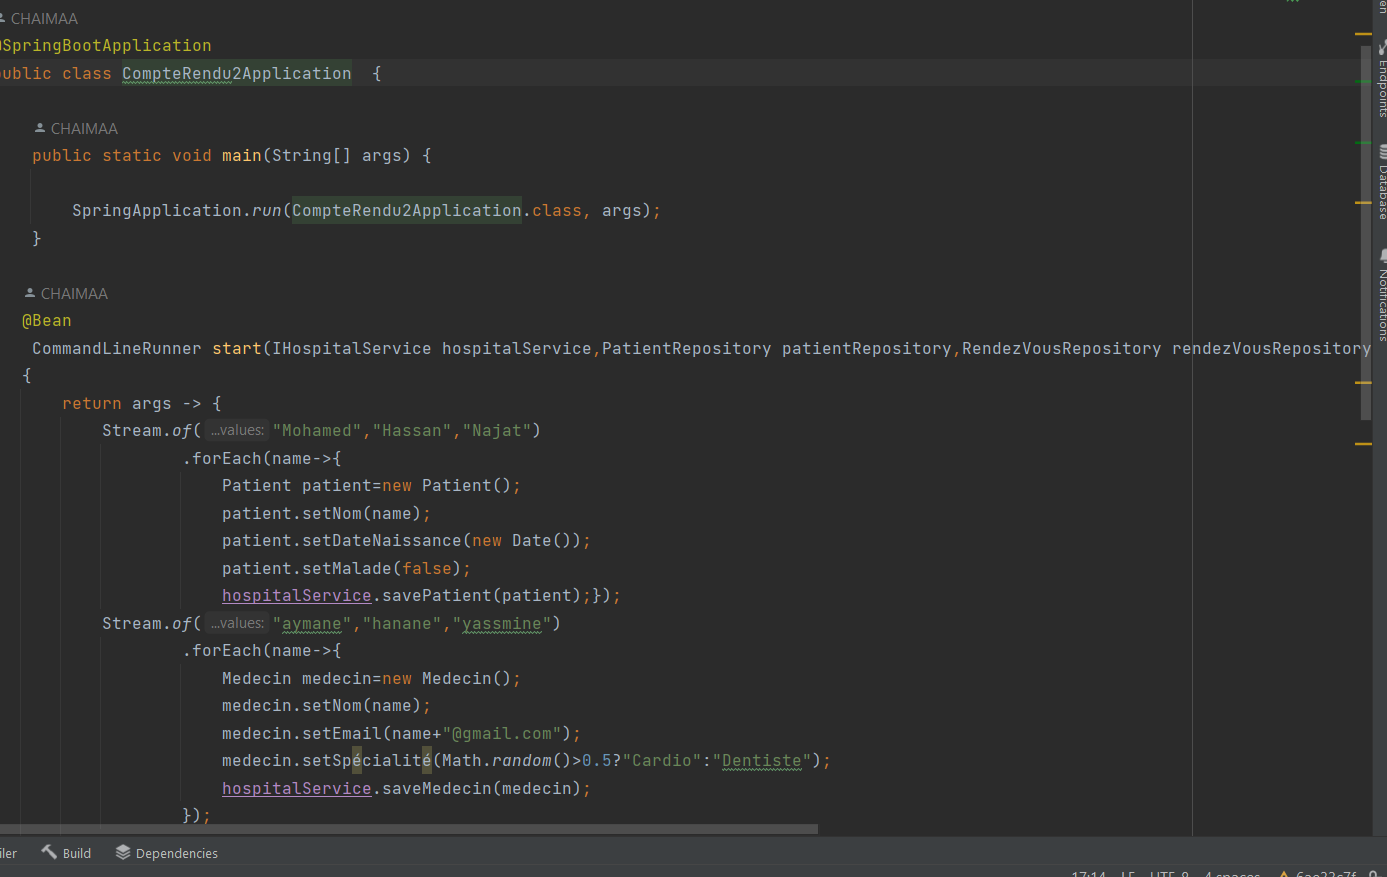 CHAIMAA
@SpringBootApplication
public class CompteRendu2Application {
CHAIMAA
public static void main(String[] args) {
SpringApplication.run(CompteRendu2Application.class, args);
}
CHAIMAA
@Bean
CommandLineRunner start(IHospitalService hospitalService,PatientRepository patientRepository,RendezVousRepository rendezVousRepository
{
return args -> {
Stream.of( ...values: "Mohamed","Hassan","Najat")
.forEach(name->{
Patient patient=new Patient();
patient.setNom(name);
patient.setDateNaissance(new Date());
patient.setMalade(false);
hospitalService.savePatient(patient);});
Stream.of( ...values: "aymane","hanane","yassmine")
.forEach(name->{
Medecin medecin=new Medecin();
medecin.setNom(name);
medecin.setEmail(name+"@gmail.com");
medecin.setSpécialité(Math.random()>0.5?"Cardio":"Dentiste");
hospitalService.saveMedecin(medecin);
});
Endpoints
Database
Notifications
Build
Dependencies
17:14 LF UTF-8 4 spaces